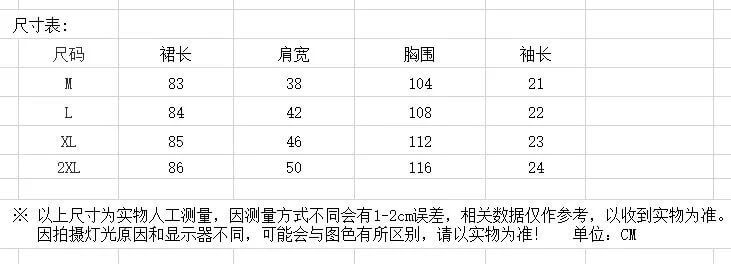 尺寸表:
尺码 裙长 肩宽 胸围 袖长
M 83 38 104 21
L 84 42 108 22
XL 85 46 112 23
2XL 86 50 116 24
※ 以上尺寸为实物人工测量，因测量方式不同会有1-2cm误差，相关数据仅作参考，以收到实物为准。
因拍摄灯光原因和显示器不同，可能会与图色有所区别，请以实物为准! 单位: CM